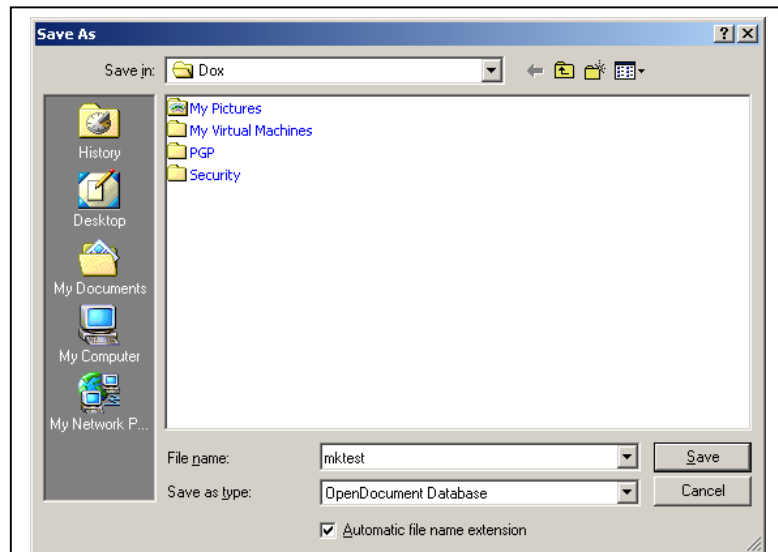 Save As
Save in:
Dox
History
Desktop
My Documents
My Computer
My Network P...
My Pictures
My Virtual Machines
PGP
Security
File name:
mktest
Save
Save as type:
OpenDocument Database
Cancel
Automatic file name extension